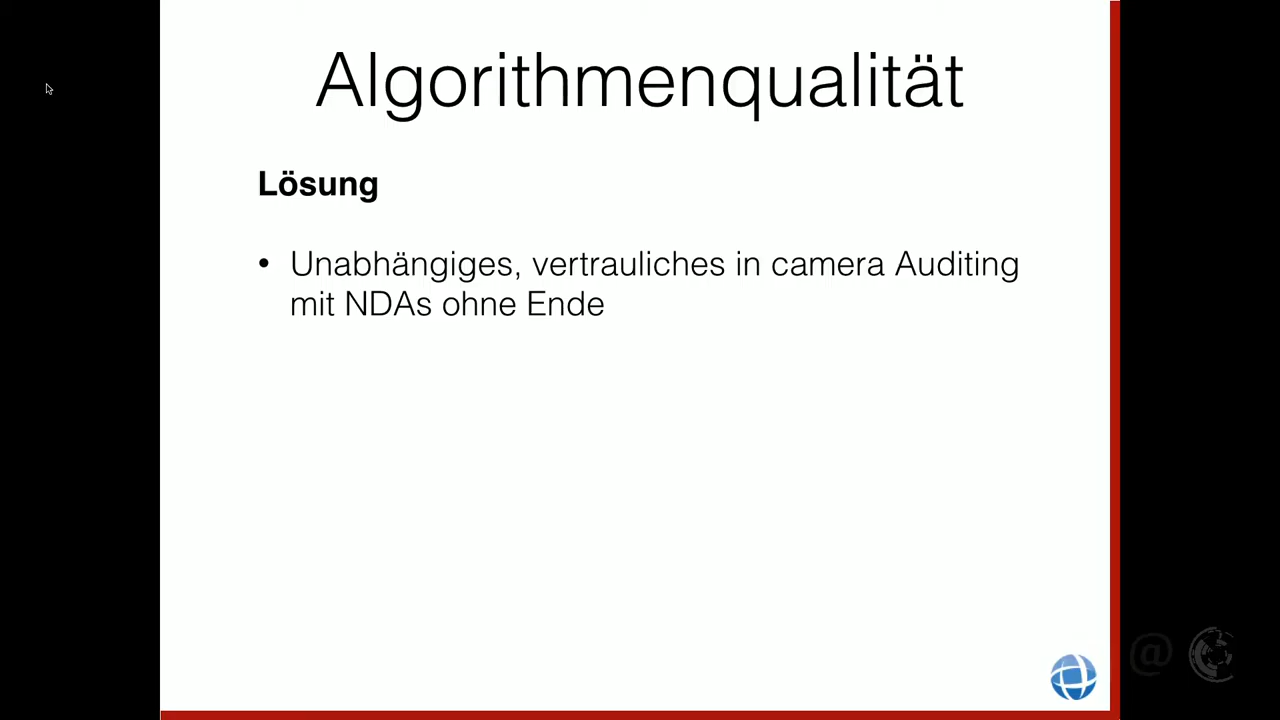 Algorithmenqualität
Lösung
• Unabhängiges, vertrauliches in camera Auditing
mit NDAs ohne Ende
@